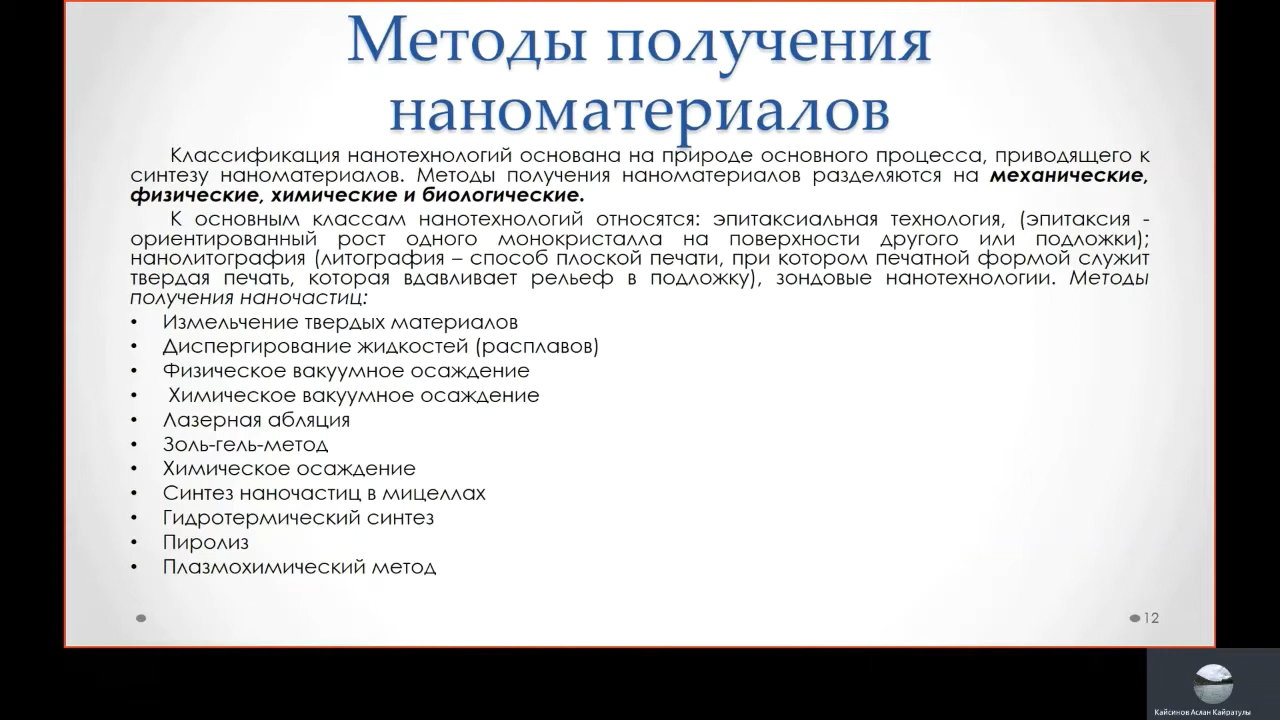 Методы получения
наноматериалов
Классификация нанотехнологий основана на природе основного процесса, приводящего к
синтезу наноматериалов. Методы получения наноматериалов разделяются на механические,
физические, химические и биологические.
К основным классам нанотехнологий относятся: эпитаксиальная технология, (эпитаксия -
ориентированный рост одного монокристалла на поверхности другого или подложки);
нанолитография (литография – способ плоской печати, при котором печатной формой служит
твердая печать, которая вдавливает рельеф в подложку), зондовые нанотехнологии. Методы
получения наночастиц:
• Измельчение твердых материалов
• Диспергирование жидкостей (расплавов)
• Физическое вакуумное осаждение
• Химическое вакуумное осаждение
• Лазерная абляция
• Золь-гель-метод
• Химическое осаждение
• Синтез наночастиц в мицеллах
• Гидротермический синтез
• Пиролиз
• Плазмохимический метод
12
Кайсинов Аслан Кайратулы